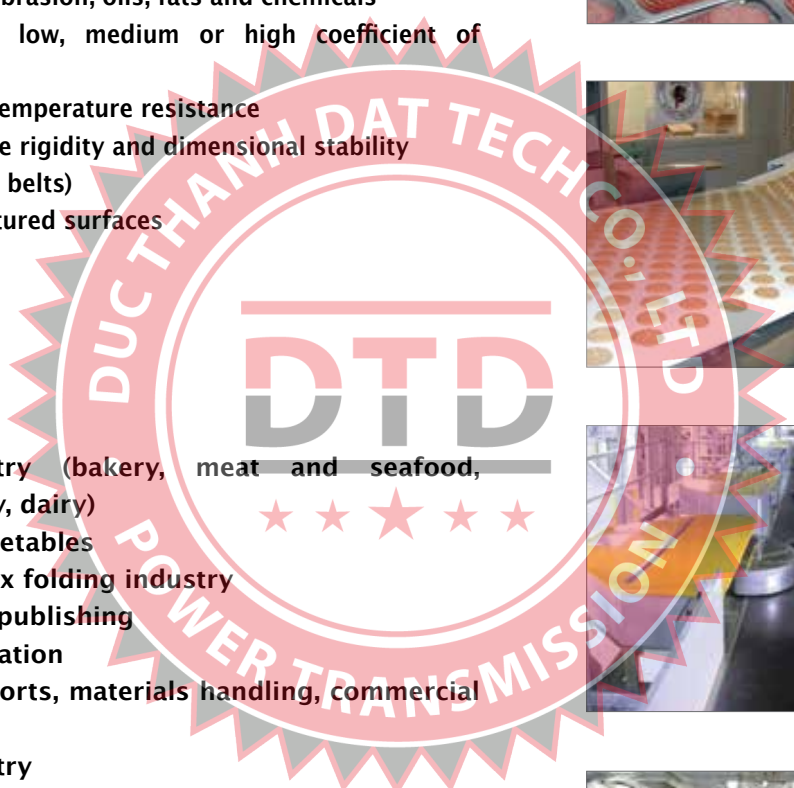 brasion, oils, fats and chemicals
low, medium or high coefficient of
emperature resistance
e rigidity and dimensional stability
belts)
tured surfaces
try (bakery, meat and seafood,
y, dairy)
etables
x folding industry
publishing
ation
orts, materials handling, commercial
try
DUC THANH DAT TECHCO., LTD
DTD
POWER TRANSMISSION